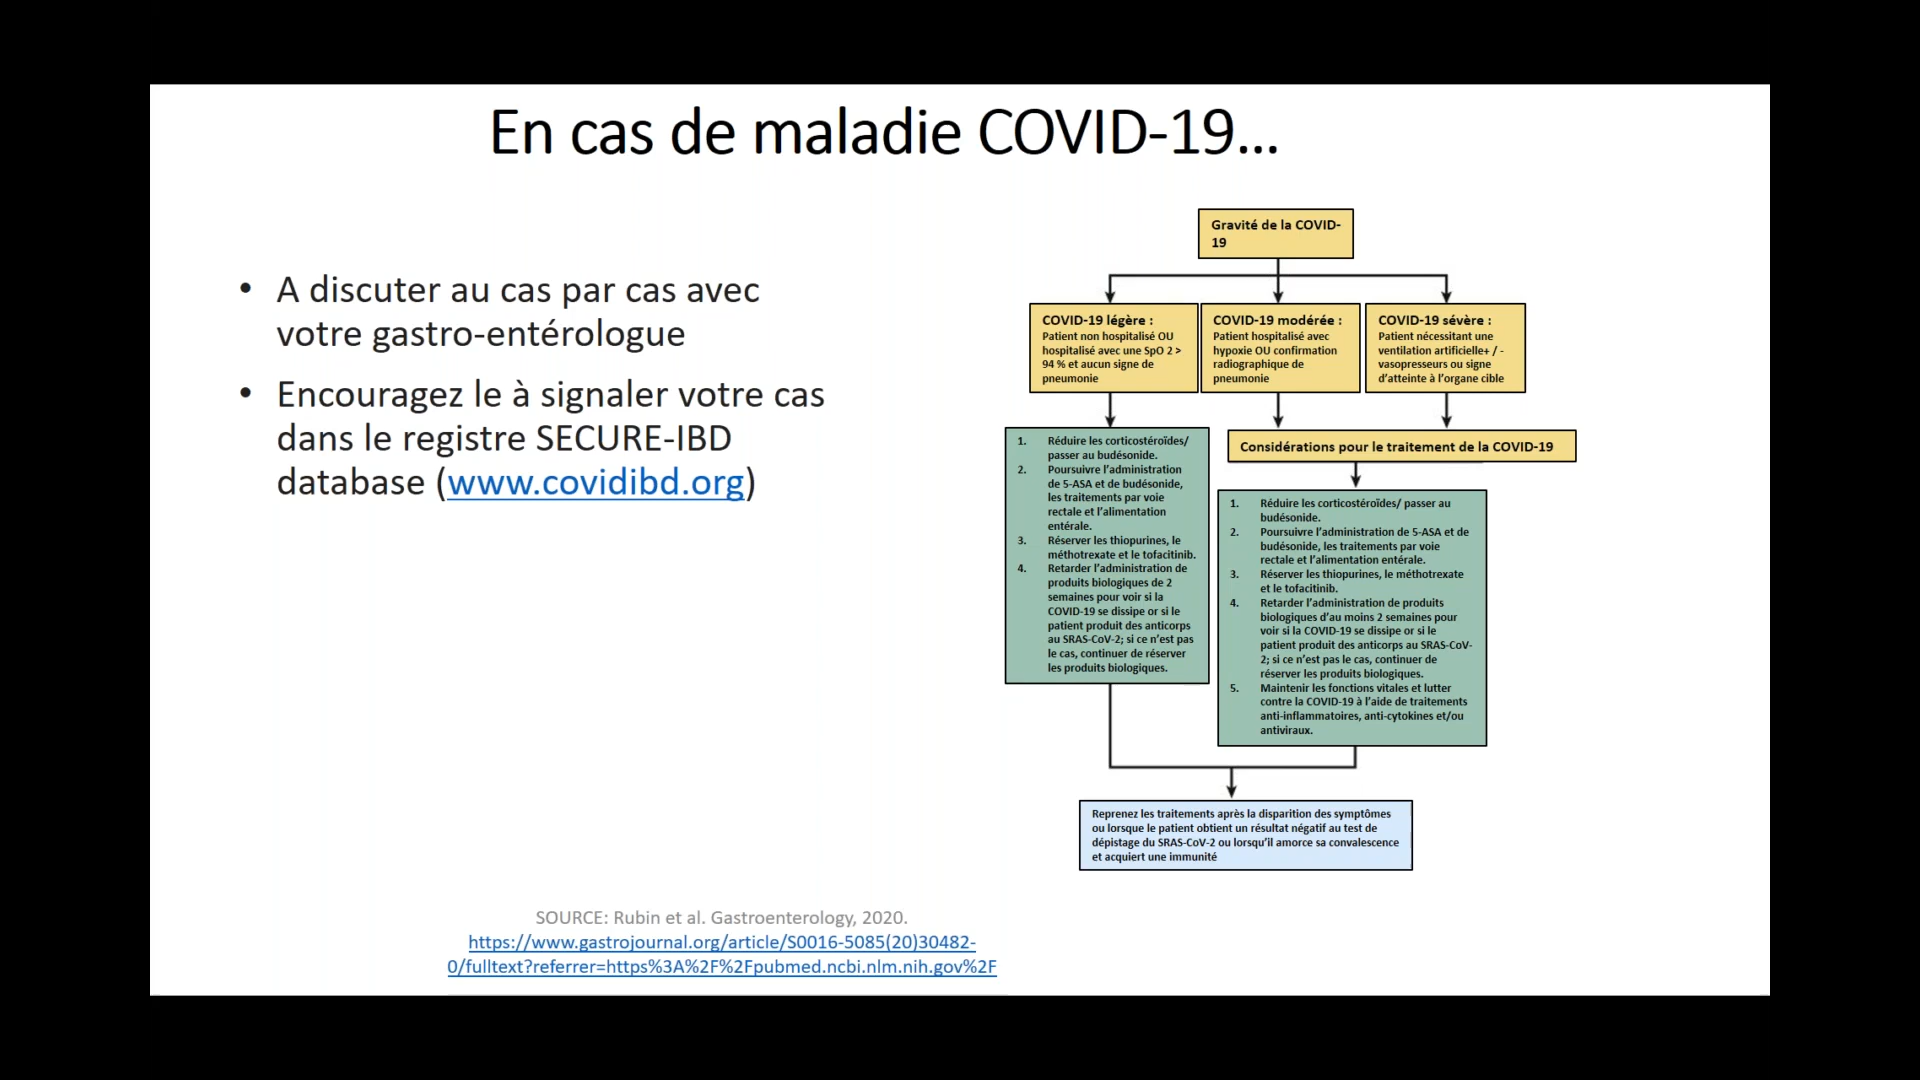 En cas de maladie COVID-19...
• A discuter au cas par cas avec
votre gastro-entérologue
• Encouragez le à signaler votre cas
dans le registre SECURE-IBD
database (www.covidibd.org)
Gravité de la COVID-
19
COVID-19 légère :
Patient non hospitalisé OU
hospitalisé avec une SpO 2 >
94 % et aucun signe de
pneumonie
COVID-19 modérée :
Patient hospitalisé avec
hypoxie OU confirmation
radiographique de
pneumonie
COVID-19 sévère :
Patient nécessitant une
ventilation artificielle+ / -
vasopresseurs ou signe
d'atteinte à l'organe cible
1. Réduire les corticostéroïdes/
passer au budésonide.
2. Poursuivre l'administration
de 5-ASA et de budésonide,
les traitements par voie
rectale et l'alimentation
entérale.
3. Réserver les thiopurines, le
méthotrexate et le tofacitinib.
4. Retarder l'administration de
produits biologiques de 2
semaines pour voir si la
COVID-19 se dissipe or si le
patient produit des anticorps
au SRAS-CoV-2; si ce n'est pas
le cas, continuer de réserver
les produits biologiques.
Considérations pour le traitement de la COVID-19
1. Réduire les corticostéroïdes/ passer au
budésonide.
2. Poursuivre l'administration de 5-ASA et de
budésonide, les traitements par voie
rectale et l'alimentation entérale.
3. Réserver les thiopurines, le méthotrexate
et le tofacitinib.
4. Retarder l'administration de produits
biologiques d'au moins 2 semaines pour
voir si la COVID-19 se dissipe or si le
patient produit des anticorps au SRAS-CoV-
2; si ce n'est pas le cas, continuer de
réserver les produits biologiques.
5. Maintenir les fonctions vitales et lutter
contre la COVID-19 à l'aide de traitements
anti-inflammatoires, anti-cytokines et/ou
antiviraux.
Reprenez les traitements après la disparition des symptômes
ou lorsque le patient obtient un résultat négatif au test de
dépistage du SRAS-CoV-2 ou lorsqu'il amorce sa convalescence
et acquiert une immunité
SOURCE: Rubin et al. Gastroenterology, 2020.
https://www.gastrojournal.org/article/S0016-5085(20)30482-
0/fulltext?referrer=https%3A%2F%2Fpubmed.ncbi.nlm.nih.gov%2F